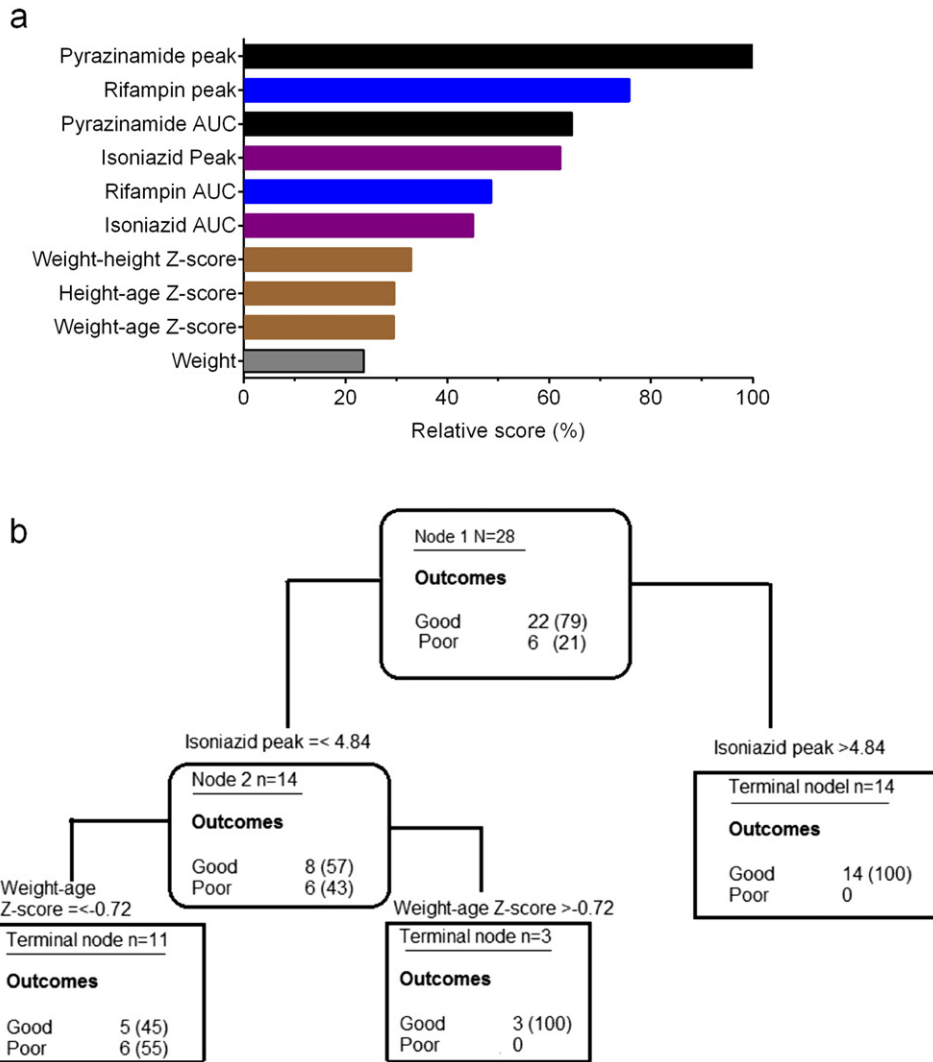 a
Pyrazinamide peak
Rifampin peak
Pyrazinamide AUC
Isoniazid Peak
Rifampin AUC
Isoniazid AUC
Weight-height Z-score
Height-age Z-score
Weight-age Z-score
Weight
0 20 40 60 80 100
Relative score (%)
b
Node 1 N=28
Outcomes
Good 22 (79)
Poor 6 (21)
Isoniazid peak =< 4.84
Isoniazid peak >4.84
Node 2 n=14
Outcomes
Good 8 (57)
Poor 6 (43)
Terminal nodel n=14
Outcomes
Good 14 (100)
Poor 0
Weight-age
Z-score =<-0.72
Weight-age Z-score >-0.72
Terminal node n=11
Outcomes
Good 5 (45)
Poor 6 (55)
Terminal node n=3
Outcomes
Good 3 (100)
Poor 0